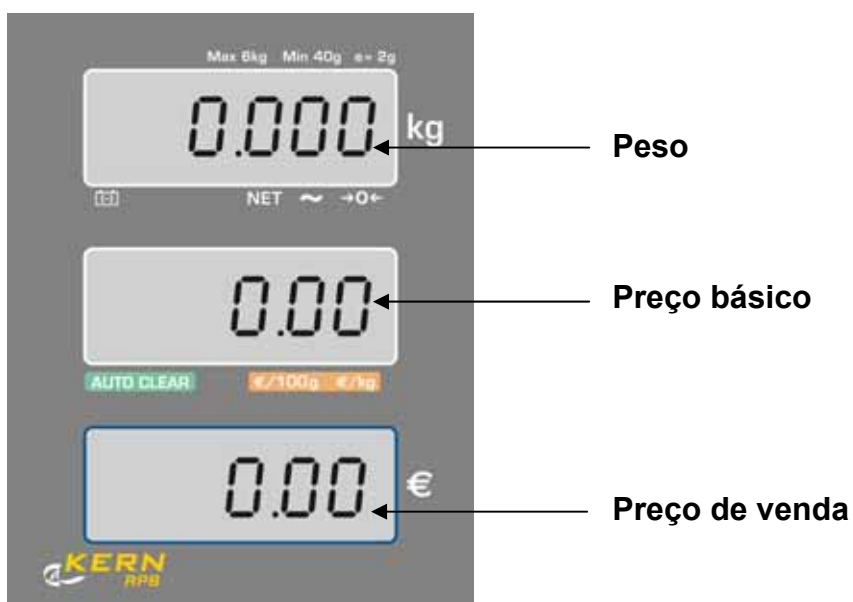 Max 6kg Min 40g e= 2g
0.000 kg
Peso
NET ~ →0←
0.00
Preço básico
AUTO CLEAR €/100g €/kg
0.00 €
Preço de venda
KERN
RPB